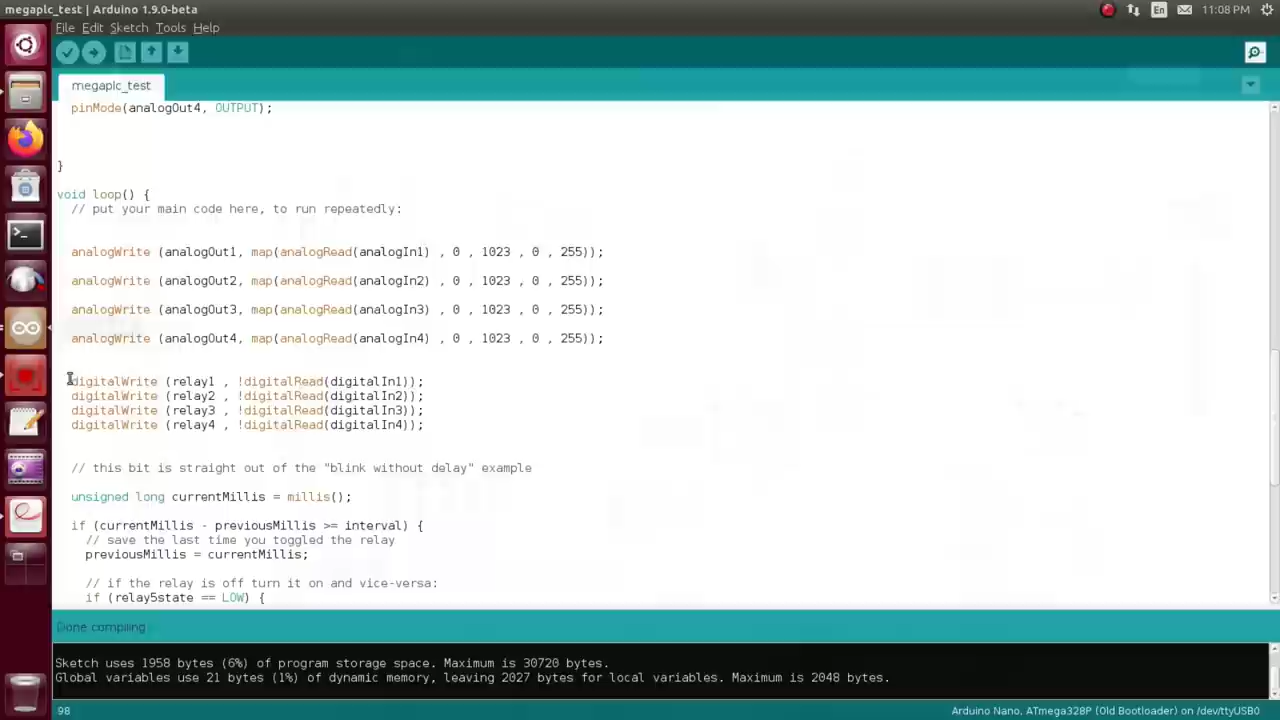 megaplc_test | Arduino 1.9.0-beta
En
11:08 PM
File Edit Sketch Tools Help
megaplc_test
pinMode(analogOut4, OUTPUT);
}
void loop() {
// put your main code here, to run repeatedly:
analogWrite (analogOut1, map(analogRead(analogIn1) , 0 , 1023 , 0 , 255));
analogWrite (analogOut2, map(analogRead(analogIn2) , 0 , 1023 , 0 , 255));
analogWrite (analogOut3, map(analogRead(analogIn3) , 0 , 1023 , 0 , 255));
analogWrite (analogOut4, map(analogRead(analogIn4) , 0 , 1023 , 0 , 255));
digitalWrite (relay1 , !digitalRead(digitalIn1));
digitalWrite (relay2 , !digitalRead(digitalIn2));
digitalWrite (relay3 , !digitalRead(digitalIn3));
digitalWrite (relay4 , !digitalRead(digitalIn4));
// this bit is straight out of the "blink without delay" example
unsigned long currentMillis = millis();
if (currentMillis - previousMillis >= interval) {
// save the last time you toggled the relay
previousMillis = currentMillis;
// if the relay is off turn it on and vice-versa:
if (relay5state == LOW) {
Done compiling
Sketch uses 1958 bytes (6%) of program storage space. Maximum is 30720 bytes.
Global variables use 21 bytes (1%) of dynamic memory, leaving 2027 bytes for local variables. Maximum is 2048 bytes.
98
Arduino Nano, ATmega328P (Old Bootloader) on /dev/ttyUSB0